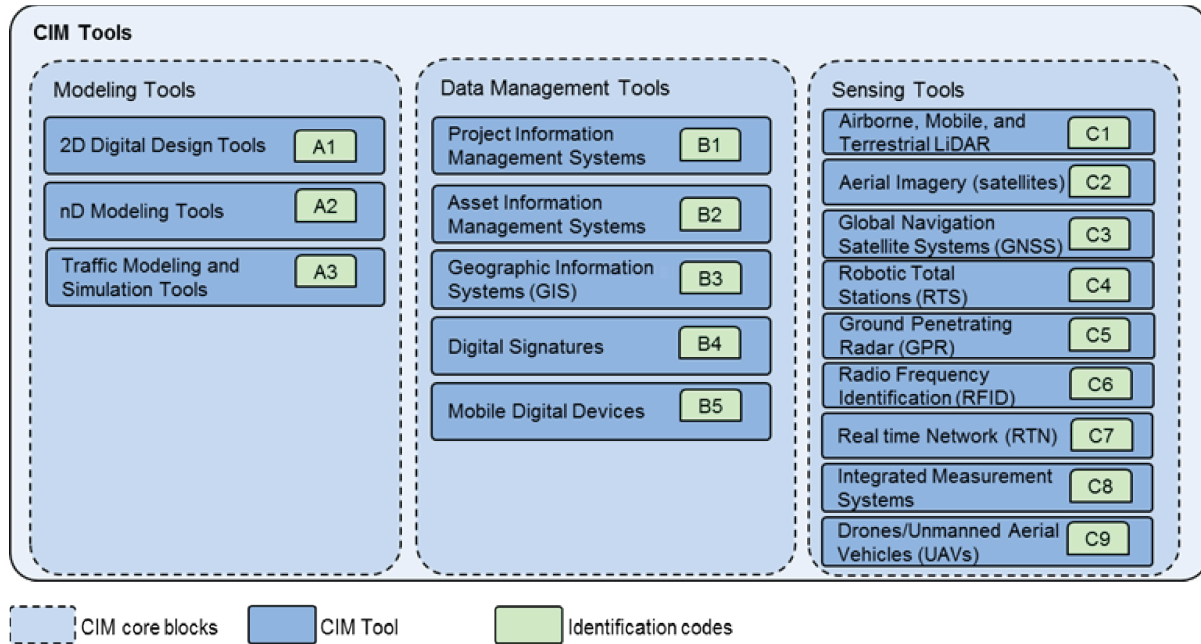 CIM Tools
Modeling Tools
2D Digital Design Tools
A1
nD Modeling Tools
A2
Traffic Modeling and
Simulation Tools
A3
Data Management Tools
Project Information
Management Systems
B1
Asset Information
Management Systems
B2
Geographic Information
Systems (GIS)
B3
Digital Signatures
B4
Mobile Digital Devices
B5
Sensing Tools
Airborne, Mobile, and
Terrestrial LiDAR
C1
Aerial Imagery (satellites)
C2
Global Navigation
Satellite Systems (GNSS)
C3
Robotic Total
Stations (RTS)
C4
Ground Penetrating
Radar (GPR)
C5
Radio Frequency
Identification (RFID)
C6
Real time Network (RTN)
C7
Integrated Measurement
Systems
C8
Drones/Unmanned Aerial
Vehicles (UAVs)
C9
CIM core blocks
CIM Tool
Identification codes